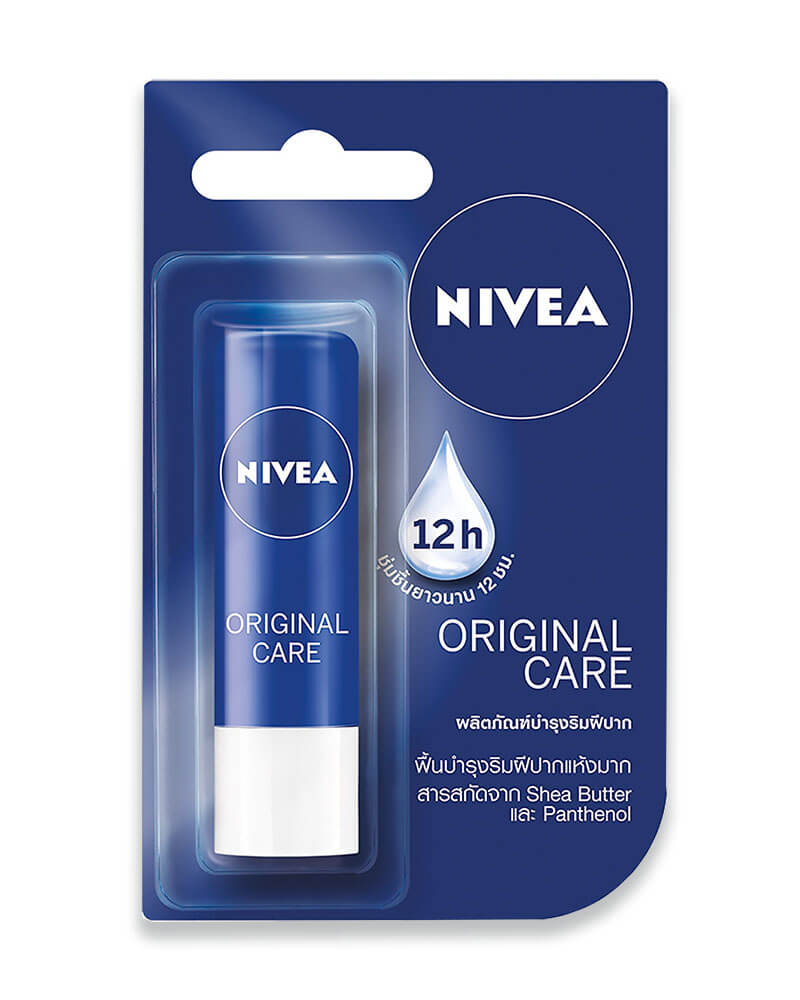 NIVEA
NIVEA
12h
ชุ่มชื้นยาวนาน 12 ชม.
ORIGINAL
CARE
ORIGINAL
CARE
ผลิตภัณฑ์บำรุงริมฝีปาก
ฟื้นบำรุงริมฝีปากแห้งมาก
สารสกัดจาก Shea Butter
และ Panthenol